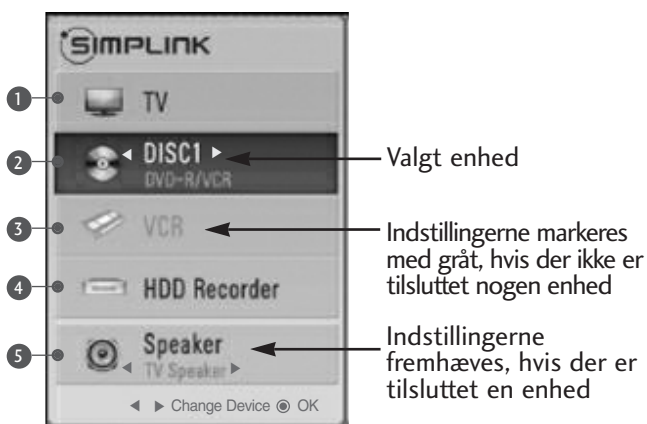 SIMPLINK
1 TV
2 ◄ DISC1 ► Valgt enhed
DVD-R/VCR
3 VCR Indstillingerne markeres
med gråt, hvis der ikke er
tilsluttet nogen enhed
4 HDD Recorder
5 Speaker Indstillingerne
◄ TV Speaker ► fremhæves, hvis der er
tilsluttet en enhed
◄ ► Change Device ◉ OK